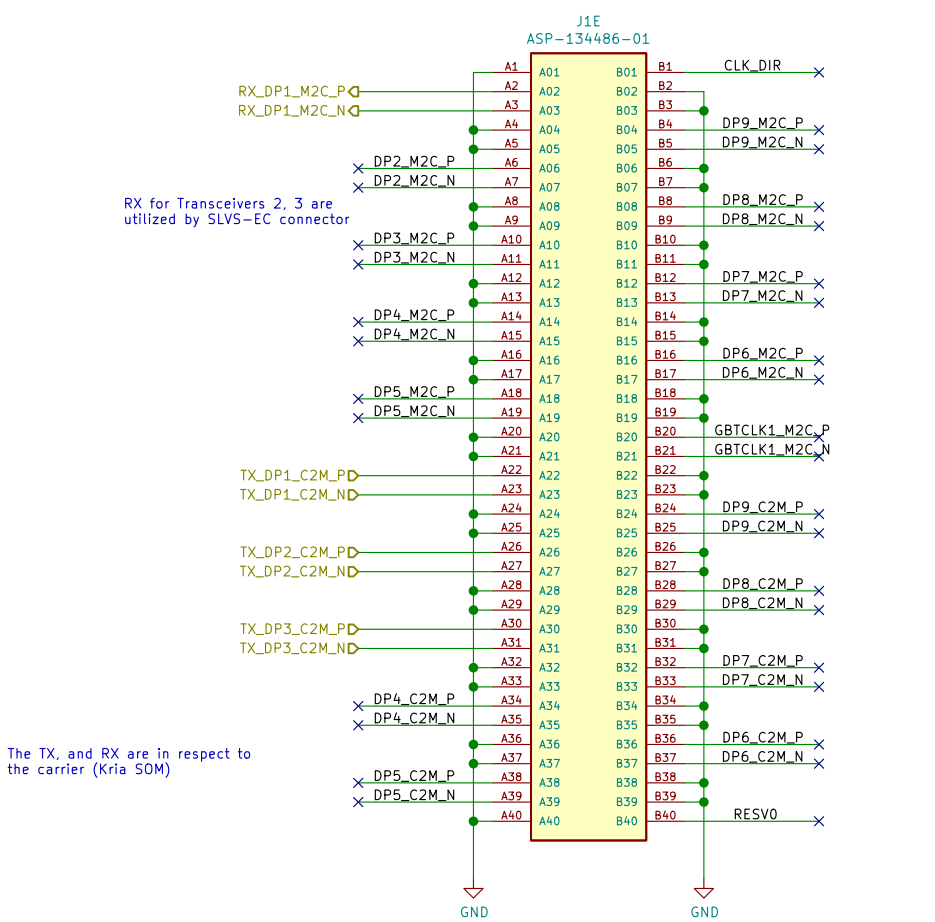 J1E
ASP-134486-01
A1 A01 B01 B1 CLK_DIR
RX_DP1_M2C_P A2 A02 B02 B2
RX_DP1_M2C_N A3 A03 B03 B3
A4 A04 B04 B4 DP9_M2C_P
A5 A05 B05 B5 DP9_M2C_N
DP2_M2C_P A6 A06 B06 B6
DP2_M2C_N A7 A07 B07 B7
RX for Transceivers 2, 3 are
utilized by SLVS-EC connector
A8 A08 B08 B8 DP8_M2C_P
A9 A09 B09 B9 DP8_M2C_N
DP3_M2C_P A10 A10 B10 B10
DP3_M2C_N A11 A11 B11 B11
A12 A12 B12 B12 DP7_M2C_P
A13 A13 B13 B13 DP7_M2C_N
DP4_M2C_P A14 A14 B14 B14
DP4_M2C_N A15 A15 B15 B15
A16 A16 B16 B16 DP6_M2C_P
A17 A17 B17 B17 DP6_M2C_N
DP5_M2C_P A18 A18 B18 B18
DP5_M2C_N A19 A19 B19 B19
A20 A20 B20 B20 GBTCLK1_M2C_P
A21 A21 B21 B21 GBTCLK1_M2C_N
TX_DP1_C2M_P A22 A22 B22 B22
TX_DP1_C2M_N A23 A23 B23 B23
A24 A24 B24 B24 DP9_C2M_P
A25 A25 B25 B25 DP9_C2M_N
TX_DP2_C2M_P A26 A26 B26 B26
TX_DP2_C2M_N A27 A27 B27 B27
A28 A28 B28 B28 DP8_C2M_P
A29 A29 B29 B29 DP8_C2M_N
TX_DP3_C2M_P A30 A30 B30 B30
TX_DP3_C2M_N A31 A31 B31 B31
A32 A32 B32 B32 DP7_C2M_P
A33 A33 B33 B33 DP7_C2M_N
DP4_C2M_P A34 A34 B34 B34
DP4_C2M_N A35 A35 B35 B35
A36 A36 B36 B36 DP6_C2M_P
A37 A37 B37 B37 DP6_C2M_N
The TX, and RX are in respect to
the carrier (Kria SOM)
DP5_C2M_P A38 A38 B38 B38
DP5_C2M_N A39 A39 B39 B39
A40 A40 B40 B40 RESV0
GND GND